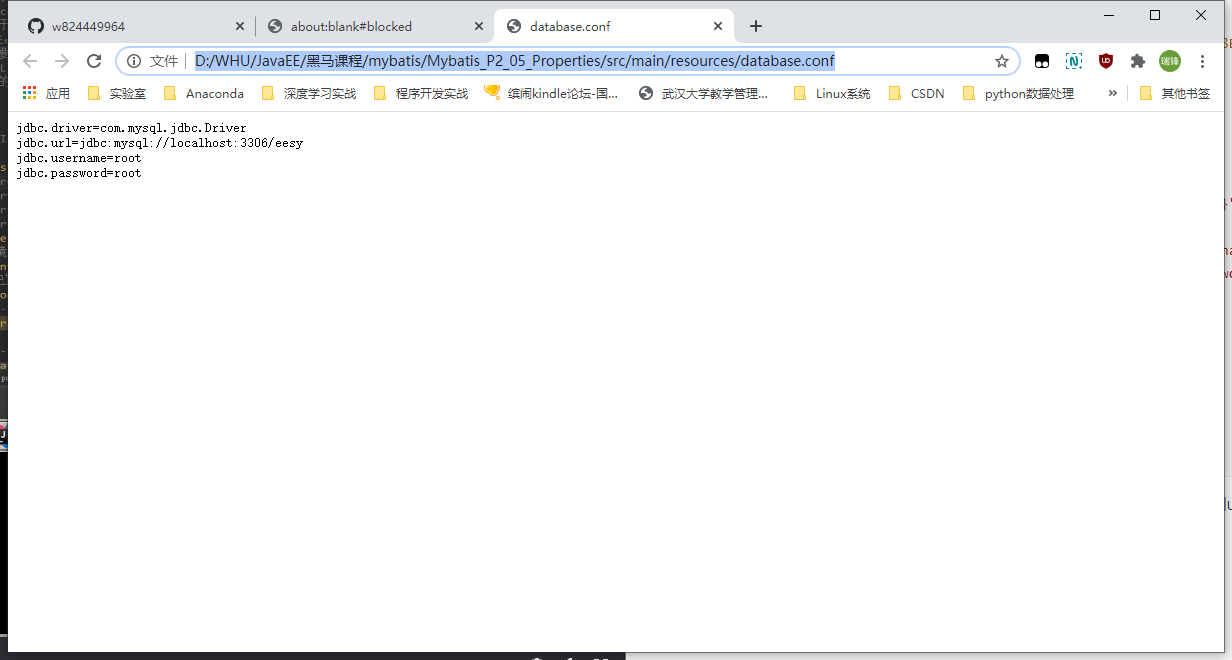 w824449964
about:blank#blocked
database.conf
文件
D:/WHU/JavaEE/黑马课程/mybatis/Mybatis_P2_05_Properties/src/main/resources/database.conf
瑞锋
应用
实验室
Anaconda
深度学习实战
程序开发实战
缤闹kindle论坛-国...
武汉大学教学管理...
Linux系统
CSDN
python数据处理
»
其他书签
jdbc.driver=com.mysql.jdbc.Driver
jdbc.url=jdbc:mysql://localhost:3306/eesy
jdbc.username=root
jdbc.password=root